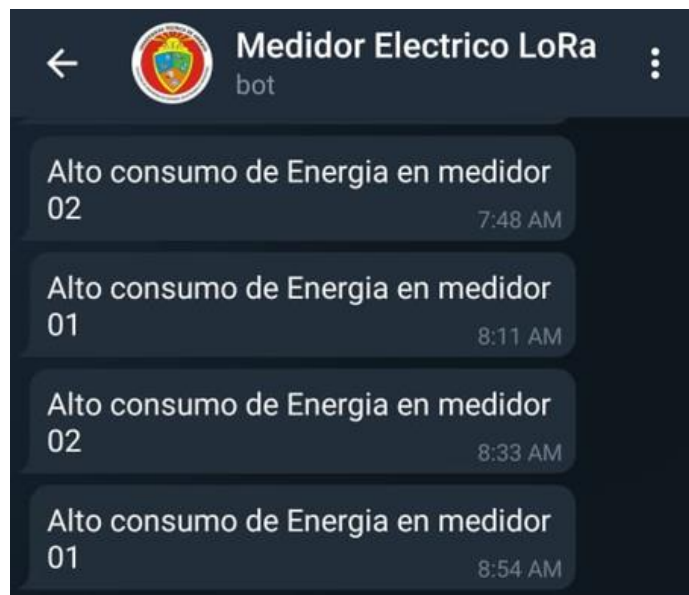 Medidor Electrico LoRa
bot
Alto consumo de Energia en medidor
02
7:48 AM
Alto consumo de Energia en medidor
01
8:11 AM
Alto consumo de Energia en medidor
02
8:33 AM
Alto consumo de Energia en medidor
01
8:54 AM